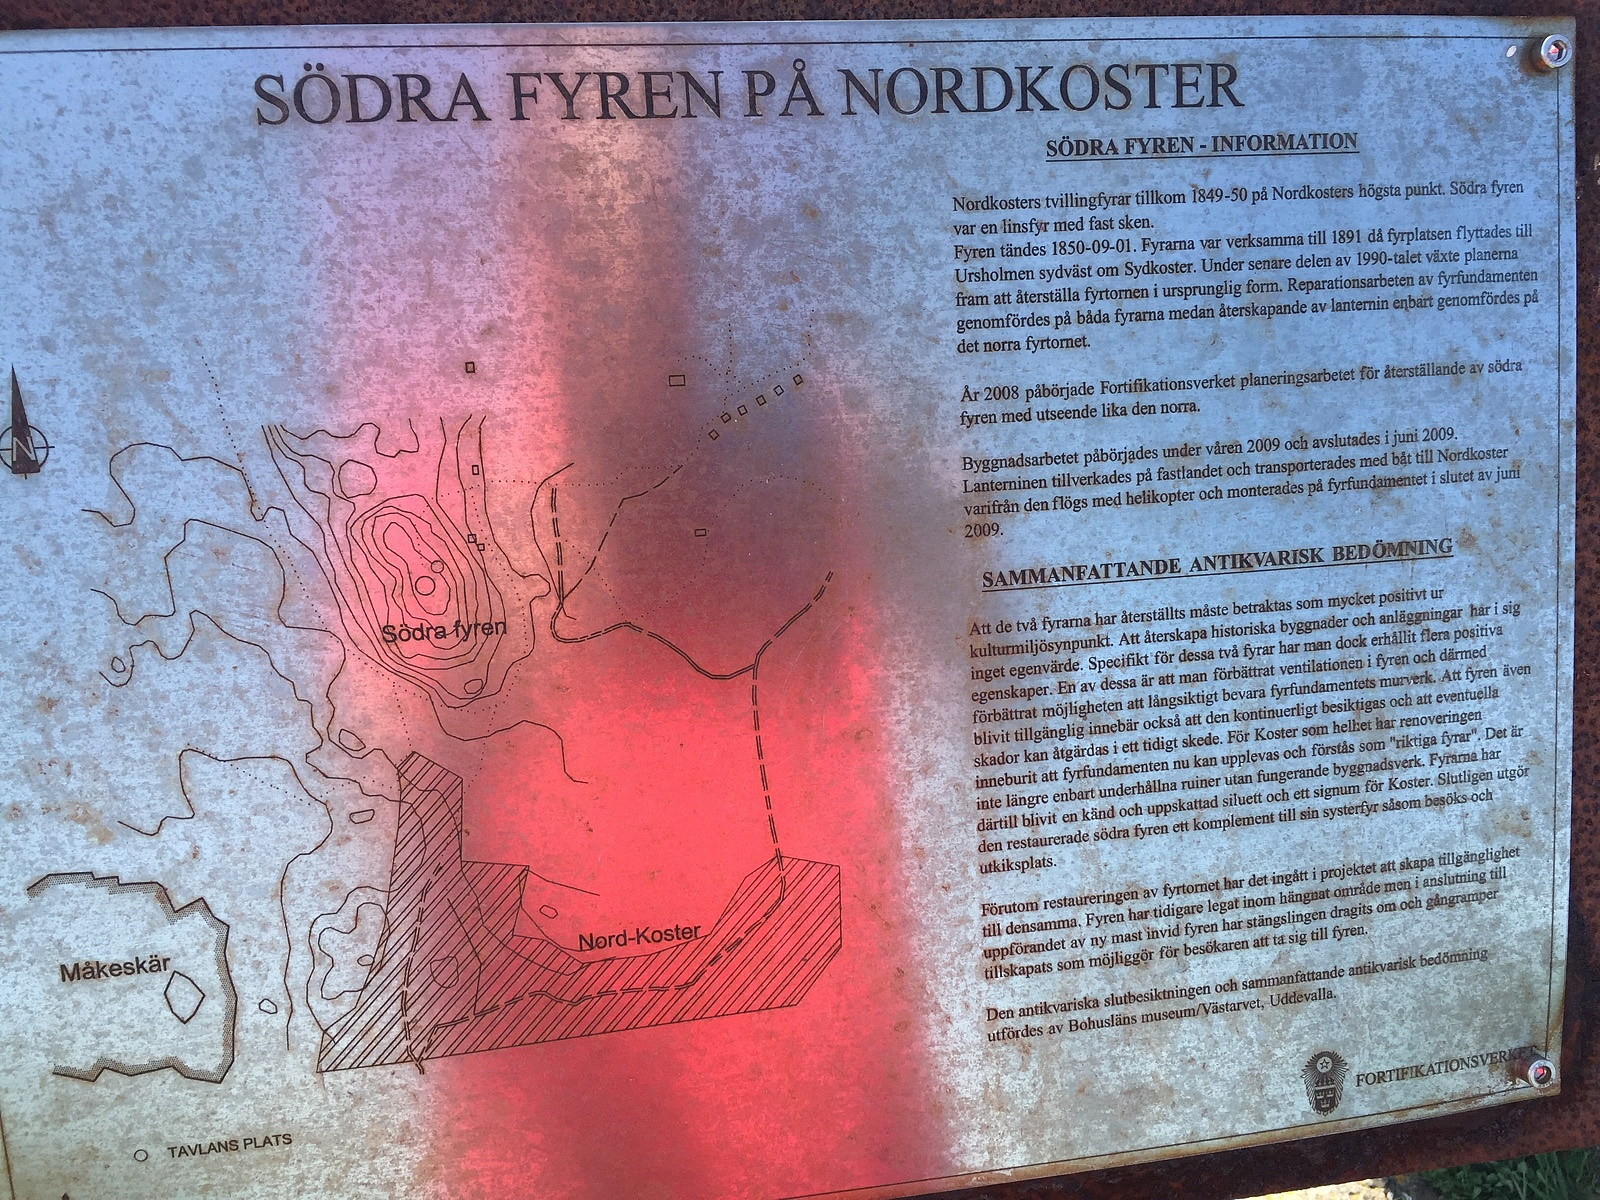 SÖDRA FYREN PÅ NORDKOSTER
SÖDRA FYREN - INFORMATION
Nordkosters tvillingfyrar tillkom 1849-50 på Nordkosters högsta punkt. Södra fyren
var en linsfyr med fast sken.
Fyren tändes 1850-09-01. Fyrarna var verksamma till 1891 då fyrplatsen flyttades till
Ursholmen sydväst om Sydkoster. Under senare delen av 1990-talet växte planerna
fram att återställa fyrtornen i ursprunglig form. Reparationsarbeten av fyrfundamenten
genomfördes på båda fyrarna medan återskapande av lanternin enbart genomfördes på
det norra fyrtornet.
År 2008 påbörjade Fortifikationsverket planeringsarbetet för återställande av södra
fyren med utseende lika den norra.
Byggnadsarbetet påbörjades under våren 2009 och avslutades i juni 2009.
Lanterninen tillverkades på fastlandet och transporterades med båt till Nordkoster
varifrån den flögs med helikopter och monterades på fyrfundamentet i slutet av juni
2009.
SAMMANFATTANDE ANTIKVARISK BEDÖMNING
Att de två fyrarna har återställts måste betraktas som mycket positivt ur
kulturmiljösynpunkt. Att återskapa historiska byggnader och anläggningar har i sig
inget egenvärde. Specifikt för dessa två fyrar har man dock erhållit flera positiva
egenskaper. En av dessa är att man förbättrat ventilationen i fyren och därmed
förbättrat möjligheten att långsiktigt bevara fyrfundamentets murverk. Att fyren även
blivit tillgänglig innebär också att den kontinuerligt besiktigas och att eventuella
skador kan åtgärdas i ett tidigt skede. För Koster som helhet har renoveringen
inneburit att fyrfundamenten nu kan upplevas och förstås som "riktiga fyrar". Det är
inte längre enbart underhållna ruiner utan fungerande byggnadsverk. Fyrarna har
därtill blivit en känd och uppskattad siluett och ett signum för Koster. Slutligen utgör
den restaurerade södra fyren ett komplement till sin systerfyr såsom besöks och
utkiksplats.
Förutom restaureringen av fyrtornet har det ingått i projektet att skapa tillgänglighet
till densamma. Fyren har tidigare legat inom hängnat område men i anslutning till
uppförandet av ny mast invid fyren har stängslingen dragits om och gångramper
tillskapats som möjliggör för besökaren att ta sig till fyren.
Den antikvariska slutbesiktningen och sammanfattande antikvarisk bedömning
utfördes av Bohusläns museum/Västarvet, Uddevalla.
FORTIFIKATIONSVERKET
N
Södra fyren
Nord-Koster
Måkeskär
TAVLANS PLATS